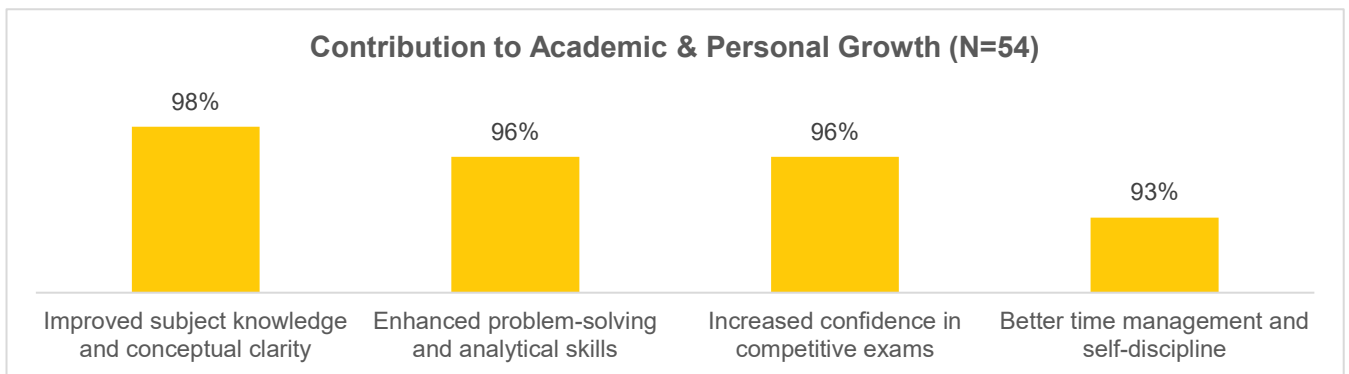 Contribution to Academic & Personal Growth (N=54)
98%
96%
96%
93%
Improved subject knowledge
and conceptual clarity
Enhanced problem-solving
and analytical skills
Increased confidence in
competitive exams
Better time management and
self-discipline